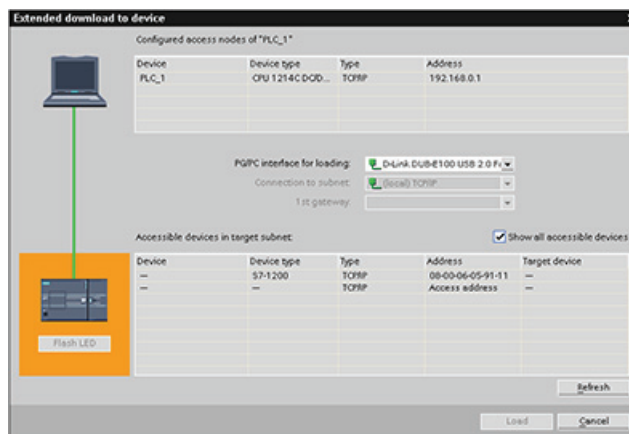 Extended download to device
Configured access nodes of "PLC_1"
Device Device type Type Address
PLC_1 CPU 1214C DC/D... TCP/IP 192.168.0.1
PG/PC interface for loading: D-Link DUB-E100 USB 2.0 Fa
Connection to subnet: (local) TCP/IP
1st gateway:
Accessible devices in target subnet: Show all accessible devices
Device Device type Type Address Target device
— S7-1200 TCP/IP 08-00-06-05-91-11 —
— — TCP/IP Access address —
Flash LED
Refresh
Load Cancel